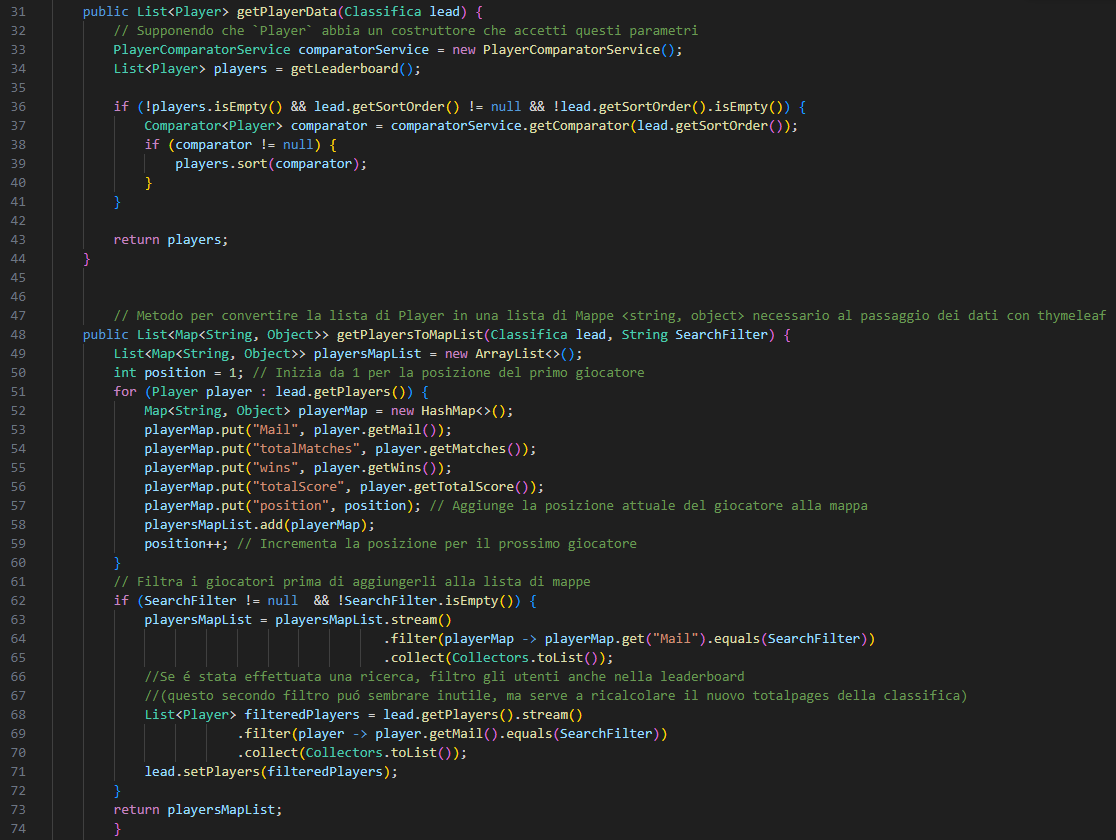 31 public List<Player> getPlayerData(Classifica lead) {
32 // Supponendo che `Player` abbia un costruttore che accetti questi parametri
33 PlayerComparatorService comparatorService = new PlayerComparatorService();
34 List<Player> players = getLeaderboard();
35
36 if (!players.isEmpty() && lead.getSortOrder() != null && !lead.getSortOrder().isEmpty()) {
37 Comparator<Player> comparator = comparatorService.getComparator(lead.getSortOrder());
38 if (comparator != null) {
39 players.sort(comparator);
40 }
41 }
42
43 return players;
44 }
45
46
47 // Metodo per convertire la lista di Player in una lista di Mappe <string, object> necessario al passaggio dei dati con thymeleaf
48 public List<Map<String, Object>> getPlayersToMapList(Classifica lead, String SearchFilter) {
49 List<Map<String, Object>> playersMapList = new ArrayList<>();
50 int position = 1; // Inizia da 1 per la posizione del primo giocatore
51 for (Player player : lead.getPlayers()) {
52 Map<String, Object> playerMap = new HashMap<>();
53 playerMap.put("Mail", player.getMail());
54 playerMap.put("totalMatches", player.getMatches());
55 playerMap.put("wins", player.getWins());
56 playerMap.put("totalScore", player.getTotalScore());
57 playerMap.put("position", position); // Aggiunge la posizione attuale del giocatore alla mappa
58 playersMapList.add(playerMap);
59 position++; // Incrementa la posizione per il prossimo giocatore
60 }
61 // Filtra i giocatori prima di aggiungerli alla lista di mappe
62 if (SearchFilter != null  && !SearchFilter.isEmpty()) {
63 playersMapList = playersMapList.stream()
64 .filter(playerMap -> playerMap.get("Mail").equals(SearchFilter))
65 .collect(Collectors.toList());
66 //Se é stata effettuata una ricerca, filtro gli utenti anche nella leaderboard
67 //(questo secondo filtro puó sembrare inutile, ma serve a ricalcolare il nuovo totalpages della classifica)
68 List<Player> filteredPlayers = lead.getPlayers().stream()
69 .filter(player -> player.getMail().equals(SearchFilter))
70 .collect(Collectors.toList());
71 lead.setPlayers(filteredPlayers);
72 }
73 return playersMapList;
74 }